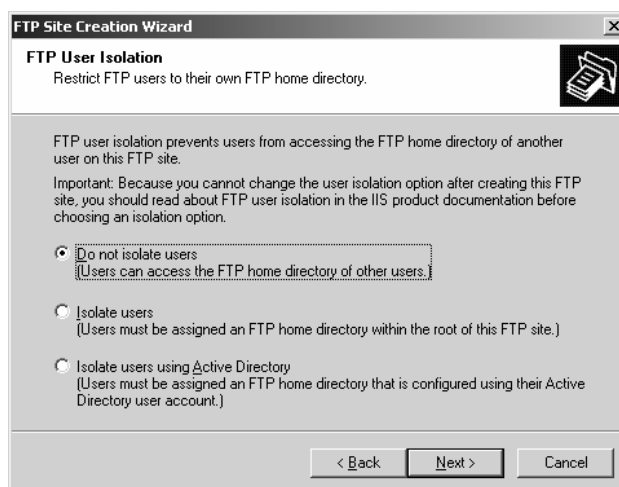 FTP Site Creation Wizard
FTP User Isolation
Restrict FTP users to their own FTP home directory.
FTP user isolation prevents users from accessing the FTP home directory of another
user on this FTP site.
Important: Because you cannot change the user isolation option after creating this FTP
site, you should read about FTP user isolation in the IIS product documentation before
choosing an isolation option.
Do not isolate users
(Users can access the FTP home directory of other users.)
Isolate users
(Users must be assigned an FTP home directory within the root of this FTP site.)
Isolate users using Active Directory
(Users must be assigned an FTP home directory that is configured using their Active
Directory user account.)
< Back
Next >
Cancel